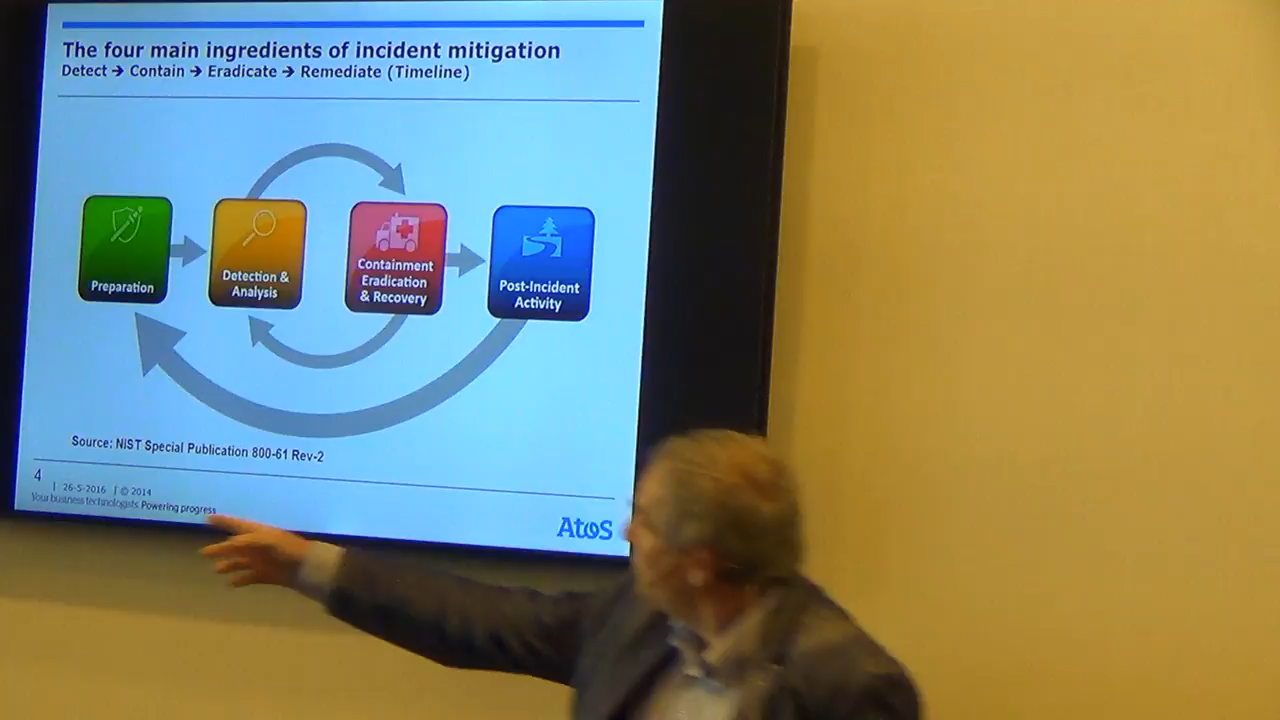 The four main ingredients of incident mitigation
Detect → Contain → Eradicate → Remediate (Timeline)
Preparation
Detection &
Analysis
Containment
Eradication
& Recovery
Post-Incident
Activity
Source: NIST Special Publication 800-61 Rev-2
4
| 26-5-2016 | © 2014
Your business technologists. Powering progress
Atos